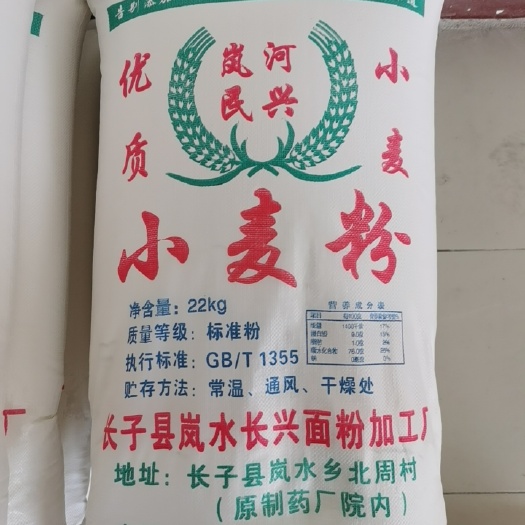 岚河
民兴
优质
小麦
小麦粉
净含量：22kg
质量等级：标准粉
执行标准：GB/T 1355
贮存方法：常温、通风、干燥处
营养成分表
长子县岚水长兴面粉加工厂
地址：长子县岚水乡北周村
（原制药厂院内）
厂